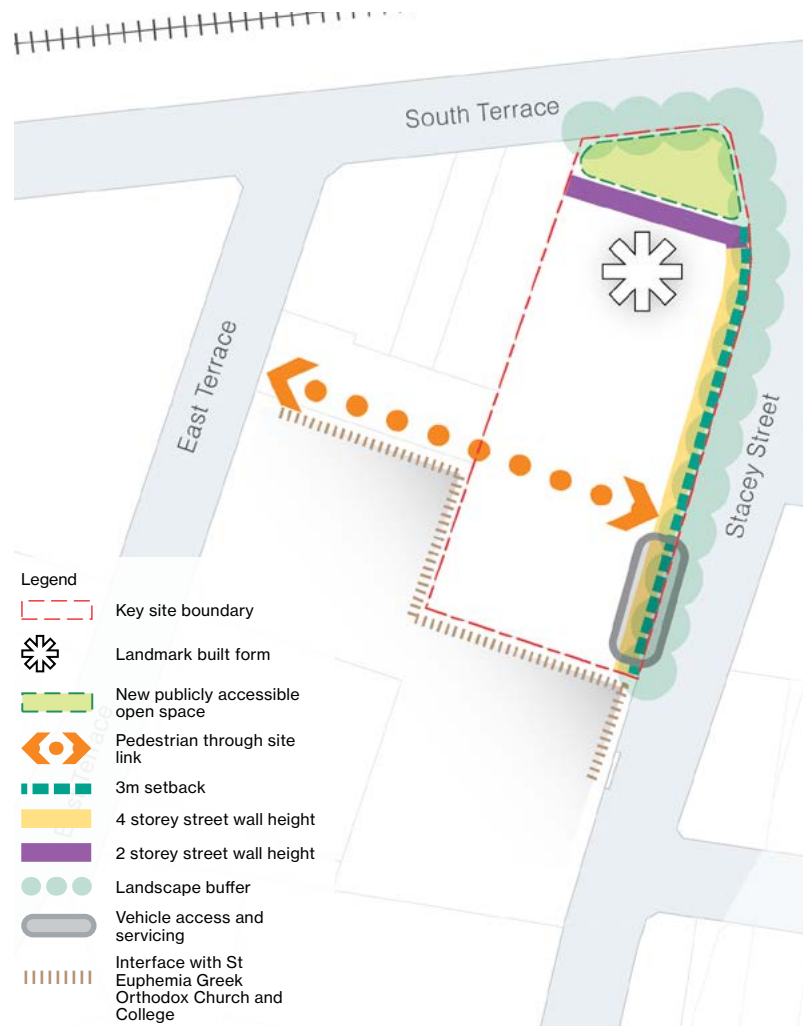 South Terrace
East Terrace
Stacey Street
East Terrace
Legend
Key site boundary
Landmark built form
New publicly accessible
open space
Pedestrian through site
link
3m setback
4 storey street wall height
2 storey street wall height
Landscape buffer
Vehicle access and
servicing
Interface with St
Euphemia Greek
Orthodox Church and
College